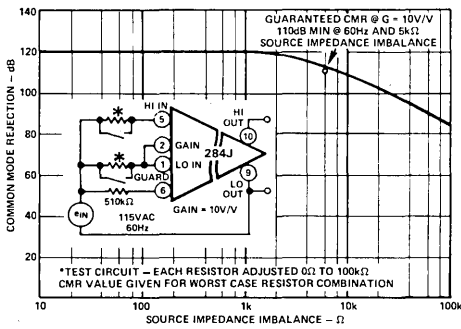 GUARANTEED CMR @ G = 10V/V
110dB MIN @ 60Hz AND 5kΩ
SOURCE IMPEDANCE IMBALANCE
COMMON MODE REJECTION – dB
140
120
100
80
60
40
20
*
HI IN
5
2
GAIN
*
1
LO IN
GUARD
6
510kΩ
eIN
115VAC
60Hz
284J
GAIN = 10V/V
HI
OUT
10
9
LO
OUT
*TEST CIRCUIT – EACH RESISTOR ADJUSTED 0Ω TO 100kΩ
CMR VALUE GIVEN FOR WORST CASE RESISTOR COMBINATION
10
100
1k
10k
100k
SOURCE IMPEDANCE IMBALANCE – Ω